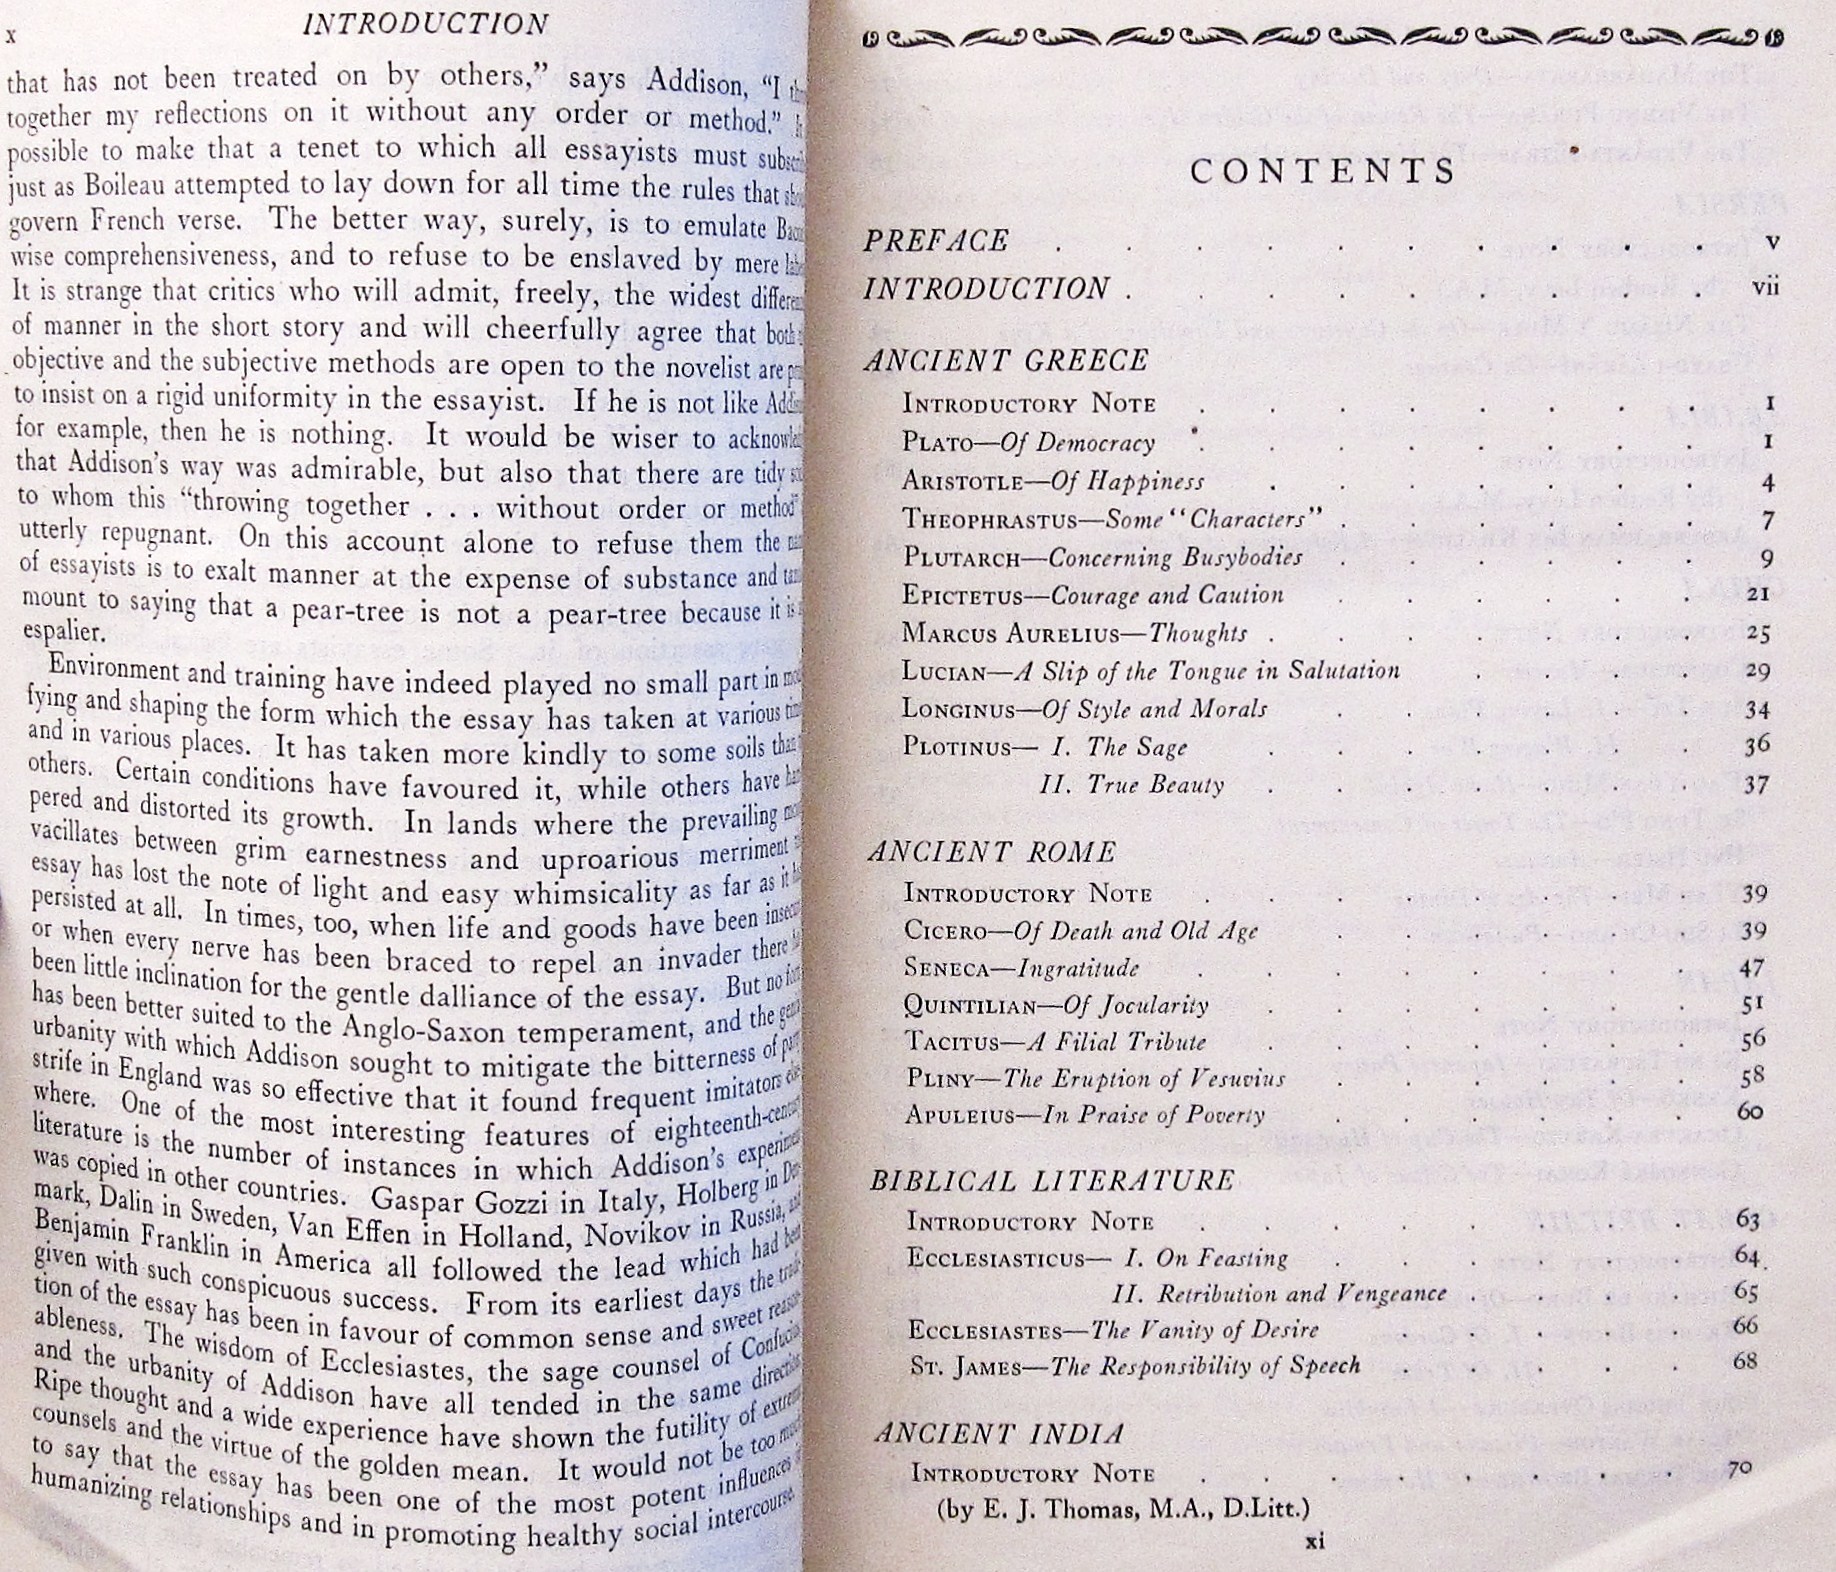 x
INTRODUCTION
that has not been treated on by others,” says Addison, “I
together my reflections on it without any order or method.”
possible to make that a tenet to which all essayists must
just as Boileau attempted to lay down for all time the rules that
govern French verse. The better way, surely, is to emulate
wise comprehensiveness, and to refuse to be enslaved by mere
It is strange that critics who will admit, freely, the widest
of manner in the short story and will cheerfully agree that both
objective and the subjective methods are open to the novelist are
to insist on a rigid uniformity in the essayist. If he is not like
for example, then he is nothing. It would be wiser to
that Addison’s way was admirable, but also that there are tidy
to whom this “throwing together . . . without order or method”
utterly repugnant. On this account alone to refuse them the
of essayists is to exalt manner at the expense of substance and
mount to saying that a pear-tree is not a pear-tree because it is
espalier.
Environment and training have indeed played no small part in
fying and shaping the form which the essay has taken at various
and in various places. It has taken more kindly to some soils than
others. Certain conditions have favoured it, while others have
pered and distorted its growth. In lands where the prevailing
vacillates between grim earnestness and uproarious merriment
essay has lost the note of light and easy whimsicality as far as it
persisted at all. In times, too, when life and goods have been
or when every nerve has been braced to repel an invader there
been little inclination for the gentle dalliance of the essay. But no
has been better suited to the Anglo-Saxon temperament, and the
urbanity with which Addison sought to mitigate the bitterness of
strife in England was so effective that it found frequent imitators
where. One of the most interesting features of eighteenth-century
literature is the number of instances in which Addison’s
was copied in other countries. Gaspar Gozzi in Italy, Holberg in Den-
mark, Dalin in Sweden, Van Effen in Holland, Novikov in Russia, and
Benjamin Franklin in America all followed the lead which had been
given with such conspicuous success. From its earliest days the
tion of the essay has been in favour of common sense and sweet reason-
ableness. The wisdom of Ecclesiastes, the sage counsel of Confucius,
and the urbanity of Addison have all tended in the same direction.
Ripe thought and a wide experience have shown the futility of extreme
counsels and the virtue of the golden mean. It would not be too much
to say that the essay has been one of the most potent influences
humanizing relationships and in promoting healthy social intercourse.
CONTENTS
PREFACE . . . . . . . . . . v
INTRODUCTION . . . . . . . . . vii
ANCIENT GREECE
INTRODUCTORY NOTE . . . . . . . . 1
PLATO—Of Democracy . . . . . . . . 1
ARISTOTLE—Of Happiness . . . . . . . 4
THEOPHRASTUS—Some “Characters” . . . . . . 7
PLUTARCH—Concerning Busybodies . . . . . . 9
EPICTETUS—Courage and Caution . . . . . . 21
MARCUS AURELIUS—Thoughts . . . . . . . 25
LUCIAN—A Slip of the Tongue in Salutation . . . . 29
LONGINUS—Of Style and Morals . . . . . . 34
PLOTINUS— I. The Sage . . . . . . . 36
II. True Beauty . . . . . . . 37
ANCIENT ROME
INTRODUCTORY NOTE . . . . . . . . 39
CICERO—Of Death and Old Age . . . . . 39
SENECA—Ingratitude . . . . . . . . 47
QUINTILIAN—Of Jocularity . . . . . . . 51
TACITUS—A Filial Tribute . . . . . . . 56
PLINY—The Eruption of Vesuvius . . . . . . 58
APULEIUS—In Praise of Poverty . . . . . . 60
BIBLICAL LITERATURE
INTRODUCTORY NOTE . . . . . . . . 63
ECCLESIASTICUS— I. On Feasting . . . . . . 64
II. Retribution and Vengeance . . . . 65
ECCLESIASTES—The Vanity of Desire . . . . . 66
ST. JAMES—The Responsibility of Speech . . . . . 68
ANCIENT INDIA
INTRODUCTORY NOTE . . . . . . . . 70
(by E. J. Thomas, M.A., D.Litt.)
xi